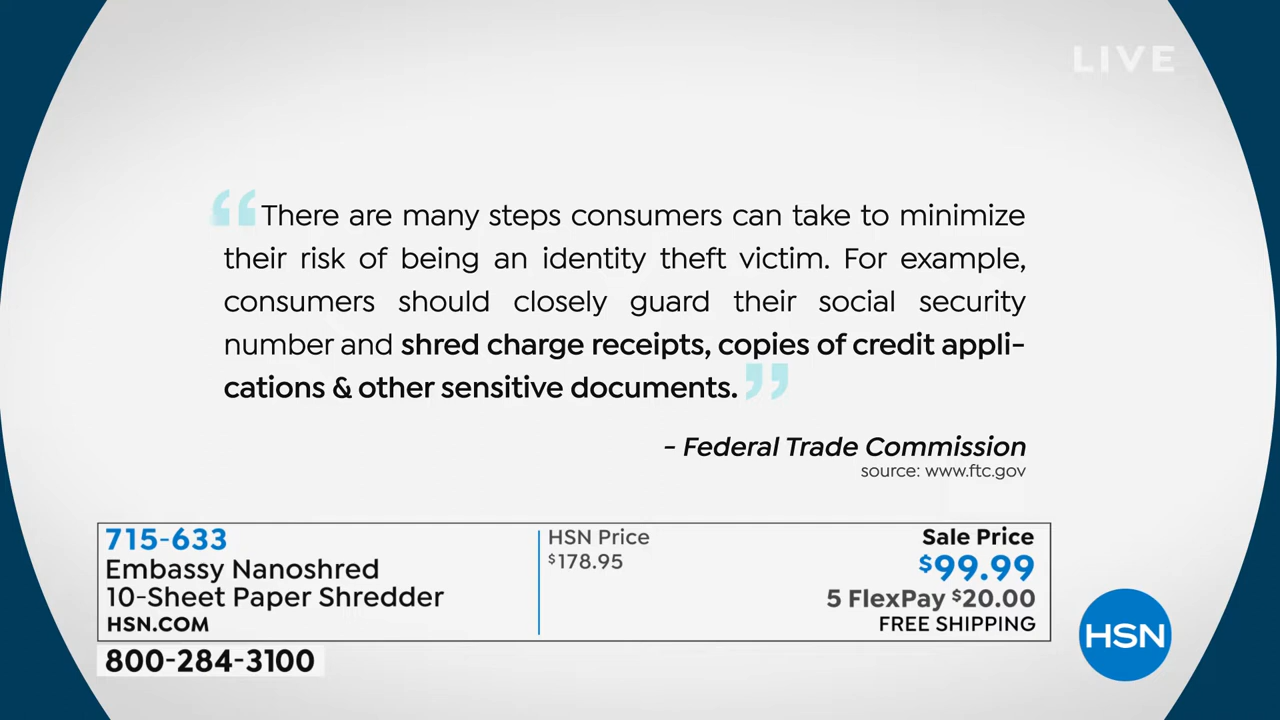 LIVE
“There are many steps consumers can take to minimize
their risk of being an identity theft victim. For example,
consumers should closely guard their social security
number and shred charge receipts, copies of credit appli-
cations & other sensitive documents.”
- Federal Trade Commission
source: www.ftc.gov
715-633
Embassy Nanoshred
10-Sheet Paper Shredder
HSN.COM
HSN Price
$178.95
Sale Price
$99.99
5 FlexPay $20.00
FREE SHIPPING
800-284-3100
HSN